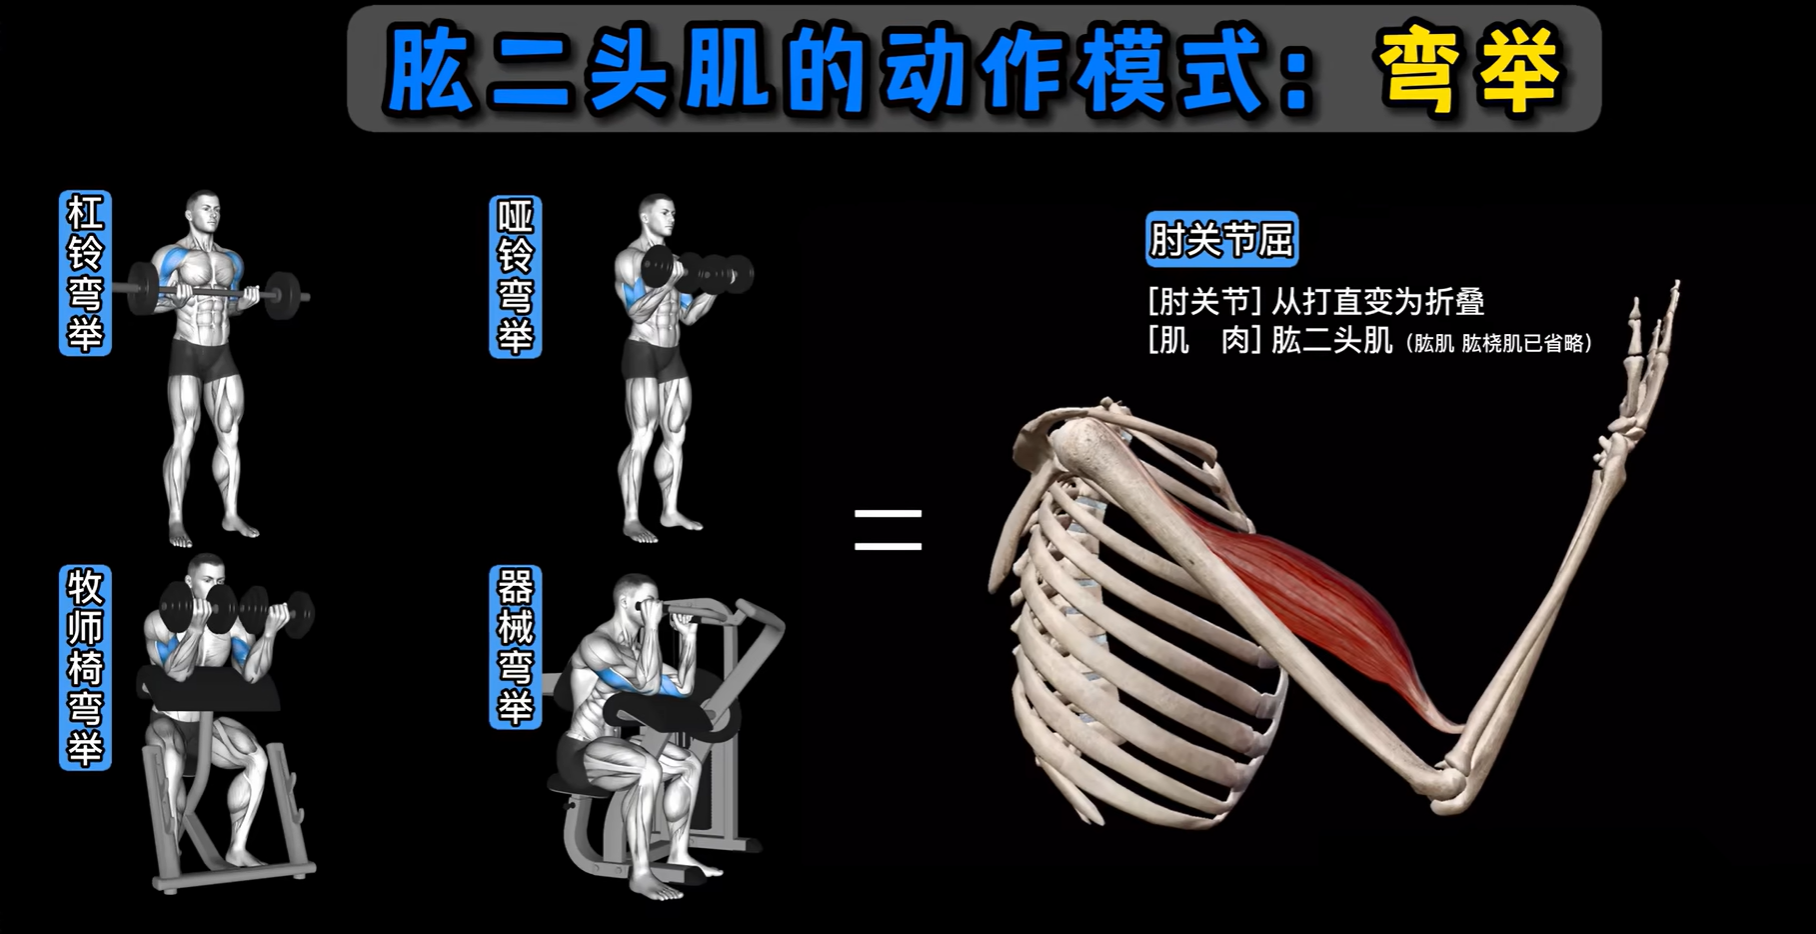 肱二头肌的动作模式：弯举
杠铃弯举
哑铃弯举
牧师椅弯举
器械弯举
=
肘关节屈
[肘关节] 从打直变为折叠
[肌　肉] 肱二头肌（肱肌 肱桡肌已省略）